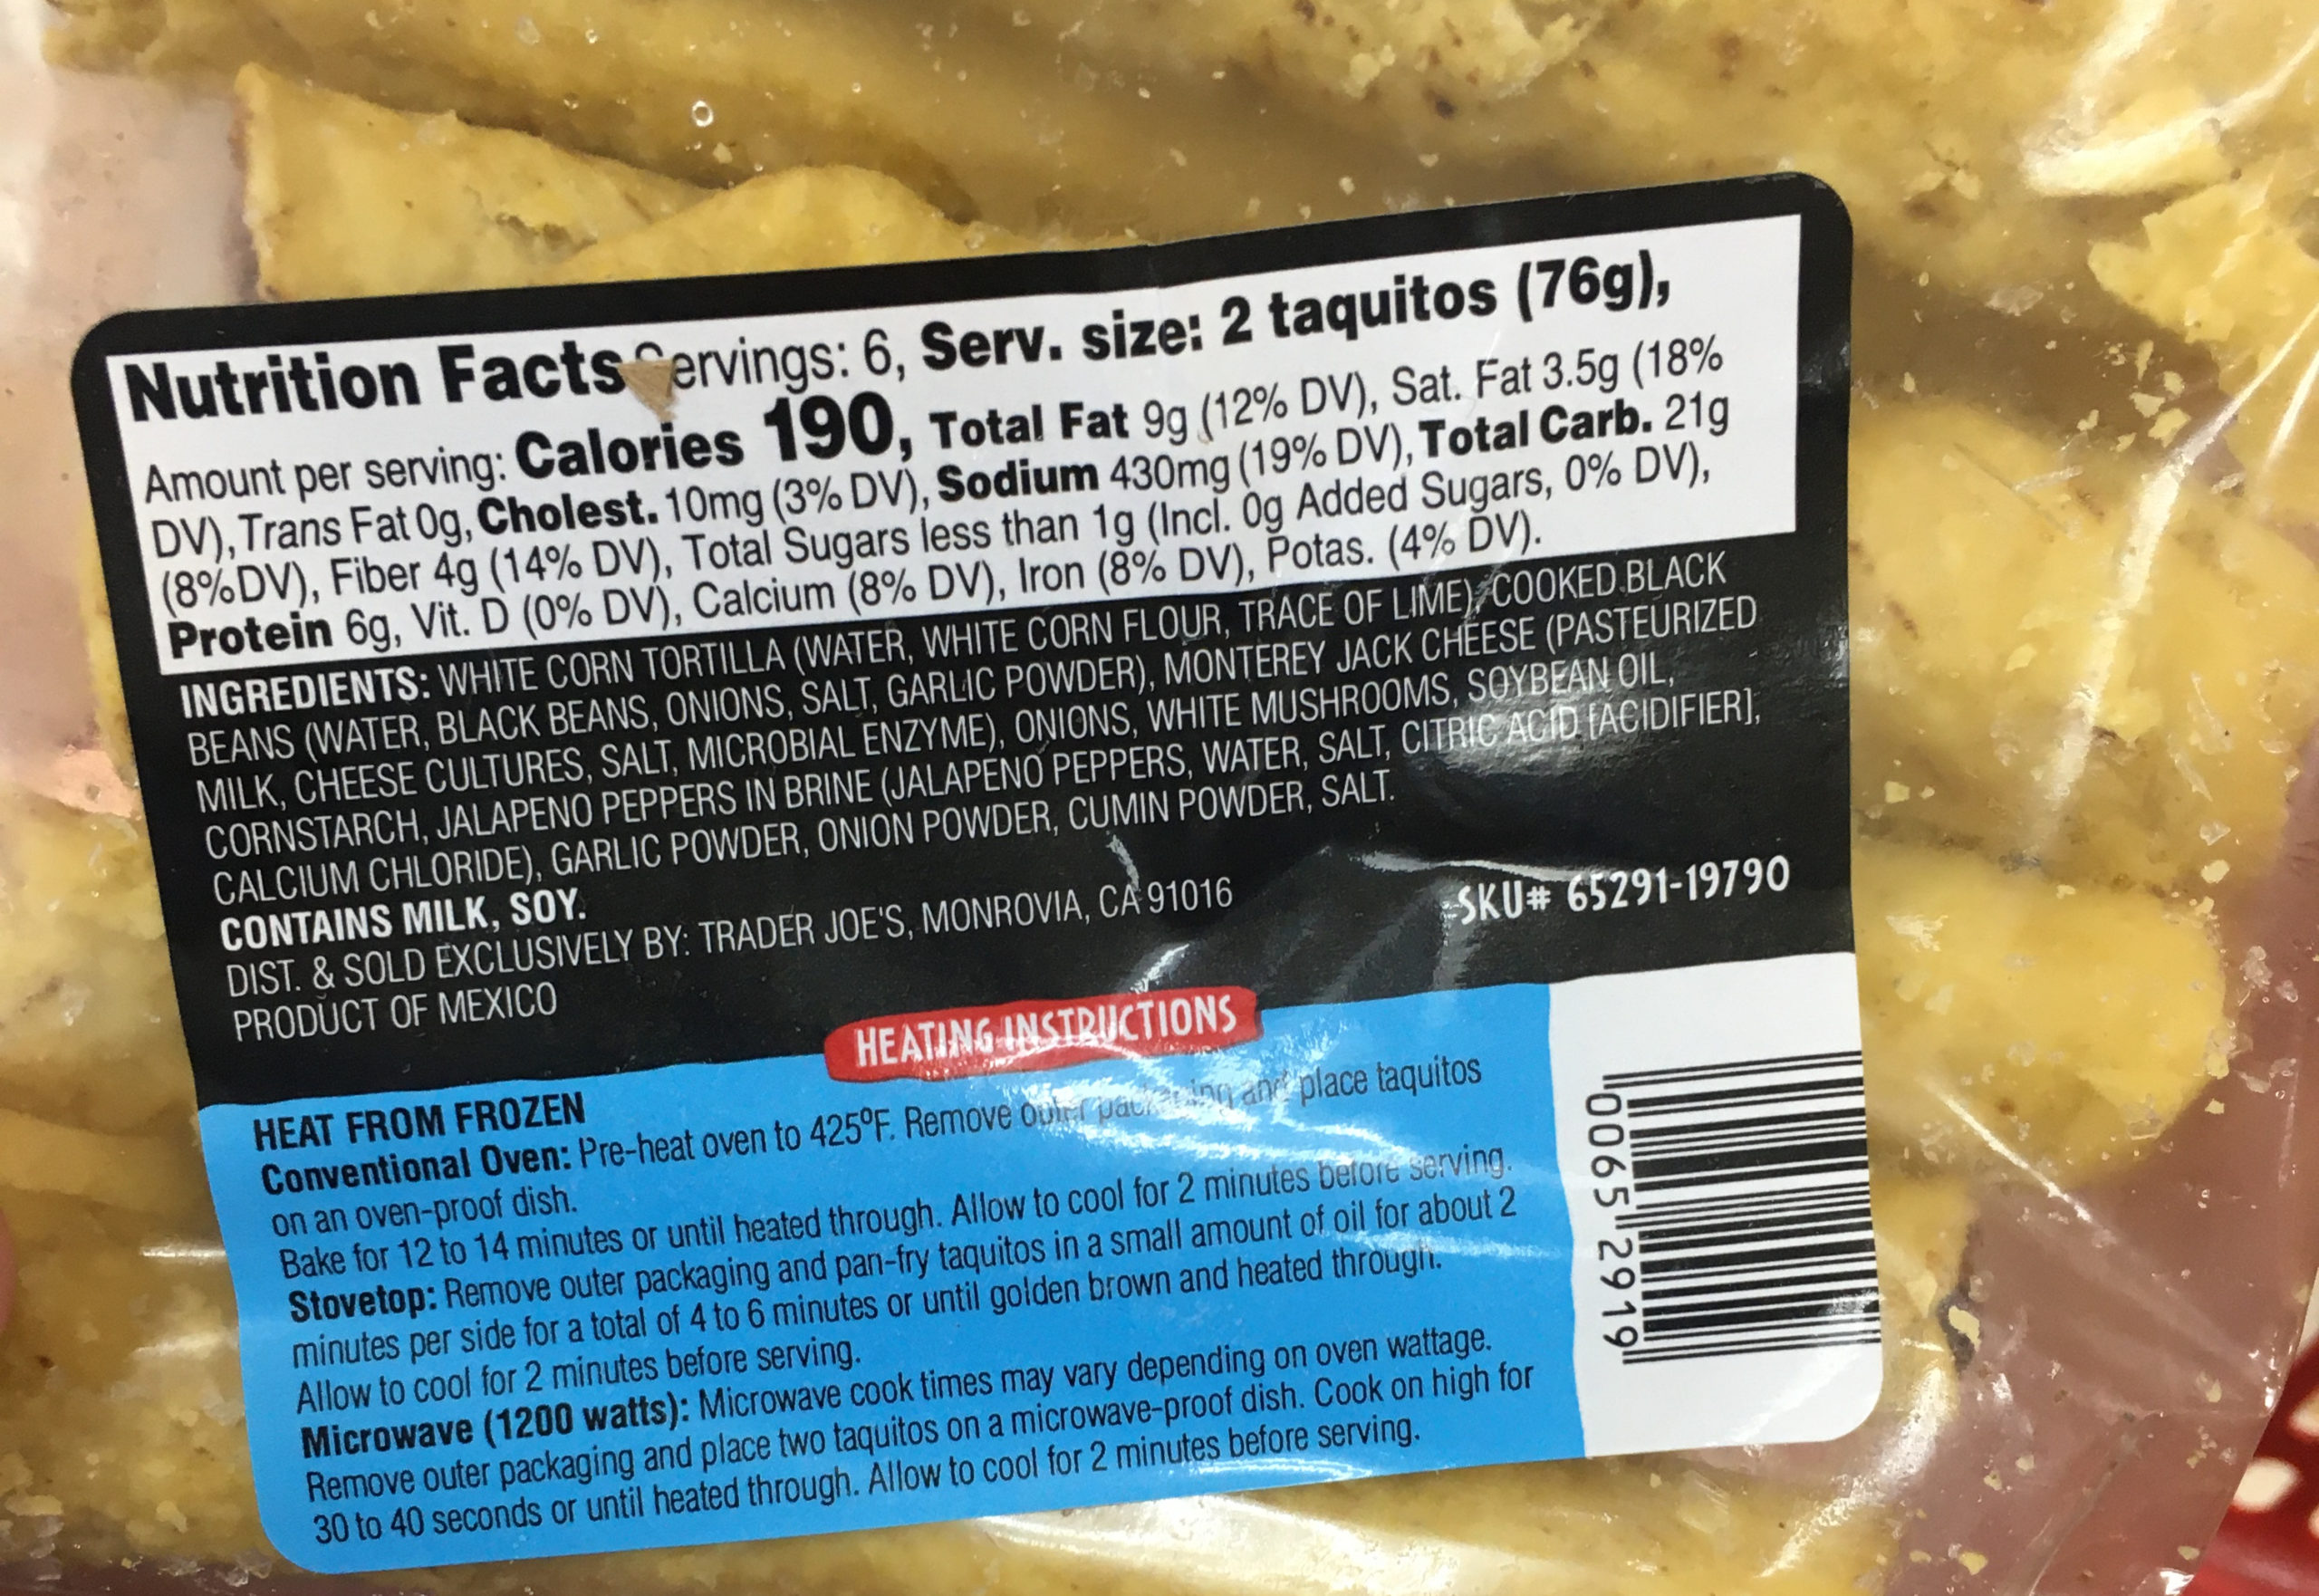 Nutrition Facts Servings: 6, Serv. size: 2 taquitos (76g),
Amount per serving: Calories 190, Total Fat 9g (12% DV), Sat. Fat 3.5g (18%
DV), Trans Fat 0g, Cholest. 10mg (3% DV), Sodium 430mg (19% DV), Total Carb. 21g
(8%DV), Fiber 4g (14% DV), Total Sugars less than 1g (Incl. 0g Added Sugars, 0% DV),
Protein 6g, Vit. D (0% DV), Calcium (8% DV), Iron (8% DV), Potas. (4% DV).
INGREDIENTS: WHITE CORN TORTILLA (WATER, WHITE CORN FLOUR, TRACE OF LIME), COOKED BLACK
BEANS (WATER, BLACK BEANS, ONIONS, SALT, GARLIC POWDER), MONTEREY JACK CHEESE (PASTEURIZED
MILK, CHEESE CULTURES, SALT, MICROBIAL ENZYME), ONIONS, WHITE MUSHROOMS, SOYBEAN OIL,
CORNSTARCH, JALAPENO PEPPERS IN BRINE (JALAPENO PEPPERS, WATER, SALT, CITRIC ACID [ACIDIFIER],
CALCIUM CHLORIDE), GARLIC POWDER, ONION POWDER, CUMIN POWDER, SALT.
CONTAINS MILK, SOY.
DIST. & SOLD EXCLUSIVELY BY: TRADER JOE'S, MONROVIA, CA 91016
PRODUCT OF MEXICO
SKU# 65291-19790
HEATING INSTRUCTIONS
HEAT FROM FROZEN
Conventional Oven: Pre-heat oven to 425ºF. Remove outer packaging and place taquitos
on an oven-proof dish.
Bake for 12 to 14 minutes or until heated through. Allow to cool for 2 minutes before serving.
Stovetop: Remove outer packaging and pan-fry taquitos in a small amount of oil for about 2
minutes per side for a total of 4 to 6 minutes or until golden brown and heated through.
Allow to cool for 2 minutes before serving.
Microwave (1200 watts): Microwave cook times may vary depending on oven wattage.
Remove outer packaging and place two taquitos on a microwave-proof dish. Cook on high for
30 to 40 seconds or until heated through. Allow to cool for 2 minutes before serving.
0065 2919